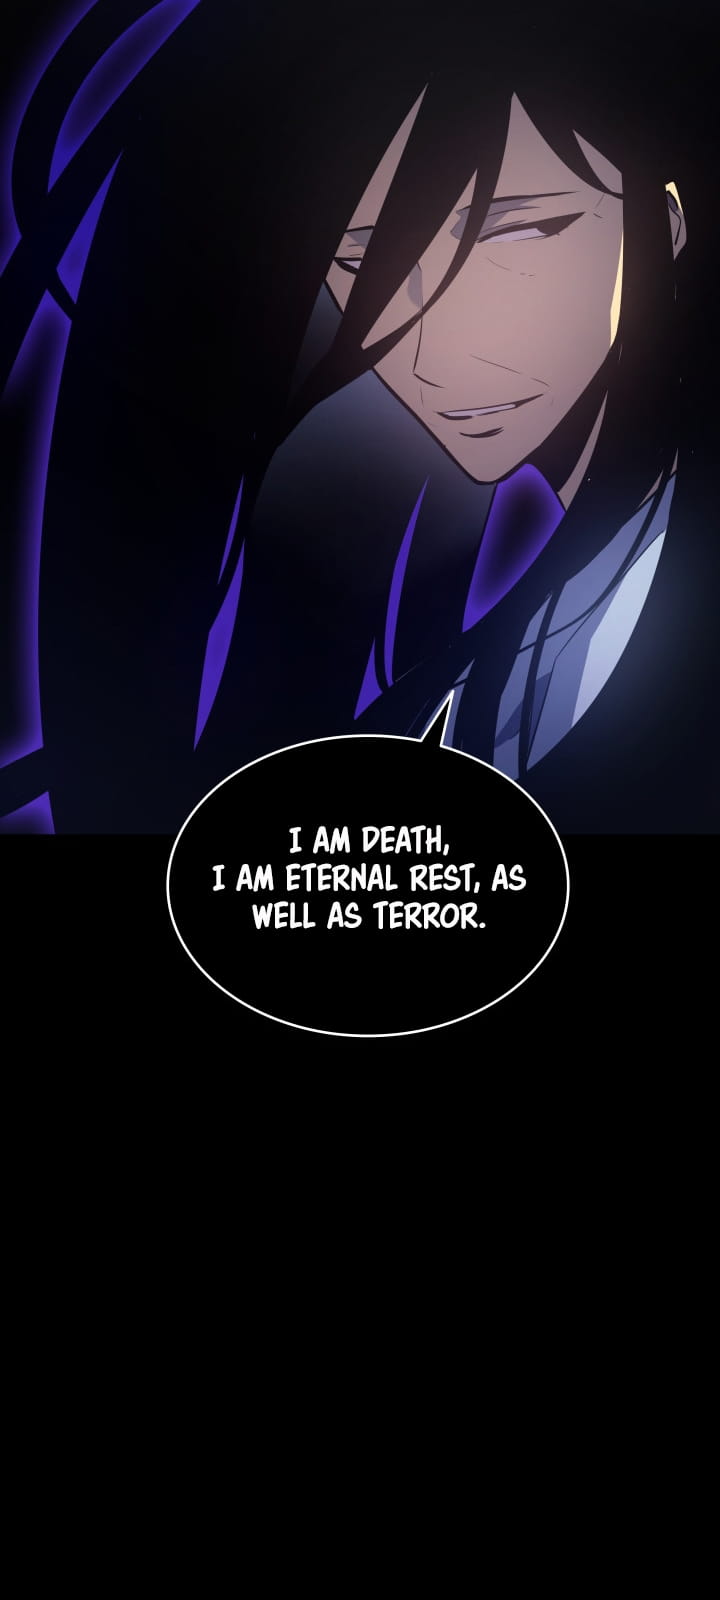 I AM DEATH,
I AM ETERNAL REST, AS
WELL AS TERROR.